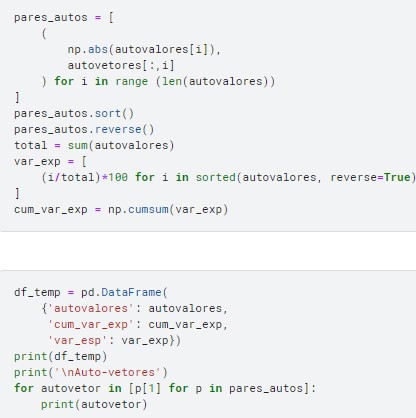 pares_autos = [
    (
        np.abs(autovalores[i]),
        autovetores[:,i]
    ) for i in range (len(autovalores))
]
pares_autos.sort()
pares_autos.reverse()
total = sum(autovalores)
var_exp = [
    (i/total)*100 for i in sorted(autovalores, reverse=True)
]
cum_var_exp = np.cumsum(var_exp)
df_temp = pd.DataFrame(
    {'autovalores': autovalores,
     'cum_var_exp': cum_var_exp,
     'var_esp': var_exp})
print(df_temp)
print('\nAuto-vetores')
for autovetor in [p[1] for p in pares_autos]:
    print(autovetor)